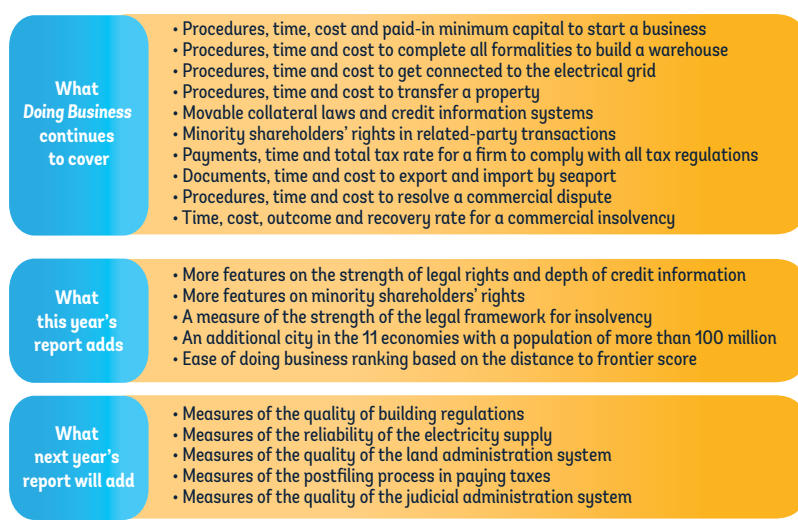 What
Doing Business
continues
to cover
• Procedures, time, cost and paid-in minimum capital to start a business
• Procedures, time and cost to complete all formalities to build a warehouse
• Procedures, time and cost to get connected to the electrical grid
• Procedures, time and cost to transfer a property
• Movable collateral laws and credit information systems
• Minority shareholders’ rights in related-party transactions
• Payments, time and total tax rate for a firm to comply with all tax regulations
• Documents, time and cost to export and import by seaport
• Procedures, time and cost to resolve a commercial dispute
• Time, cost, outcome and recovery rate for a commercial insolvency
What
this year’s
report adds
• More features on the strength of legal rights and depth of credit information
• More features on minority shareholders’ rights
• A measure of the strength of the legal framework for insolvency
• An additional city in the 11 economies with a population of more than 100 million
• Ease of doing business ranking based on the distance to frontier score
What
next year’s
report will add
• Measures of the quality of building regulations
• Measures of the reliability of the electricity supply
• Measures of the quality of the land administration system
• Measures of the postfiling process in paying taxes
• Measures of the quality of the judicial administration system